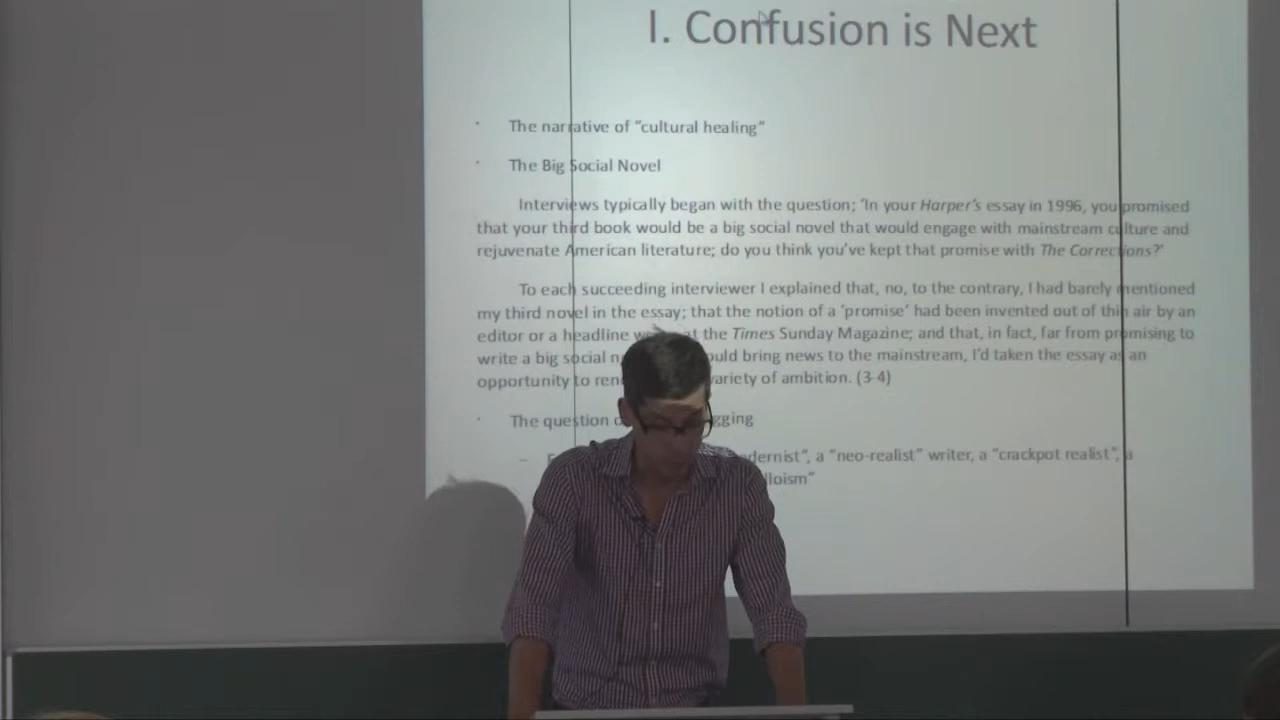 I. Confusion is Next
The narrative of "cultural healing"
The Big Social Novel
Interviews typically began with the question; 'In your Harper's essay in 1996, you promised
that your third book would be a big social novel that would engage with mainstream culture and
rejuvenate American literature; do you think you've kept that promise with The Corrections?'
To each succeeding interviewer I explained that, no, to the contrary, I had barely mentioned
my third novel in the essay; that the notion of a 'promise' had been invented out of thin air by an
editor or a headline at the Times Sunday Magazine; and that, in fact, far from promising to
write a big social ould bring news to the mainstream, I'd taken the essay as an
opportunity to variety of ambition. (3-4)
The question gging
dernist", a "neo-realist" writer, a "crackpot realist", a
lloism"